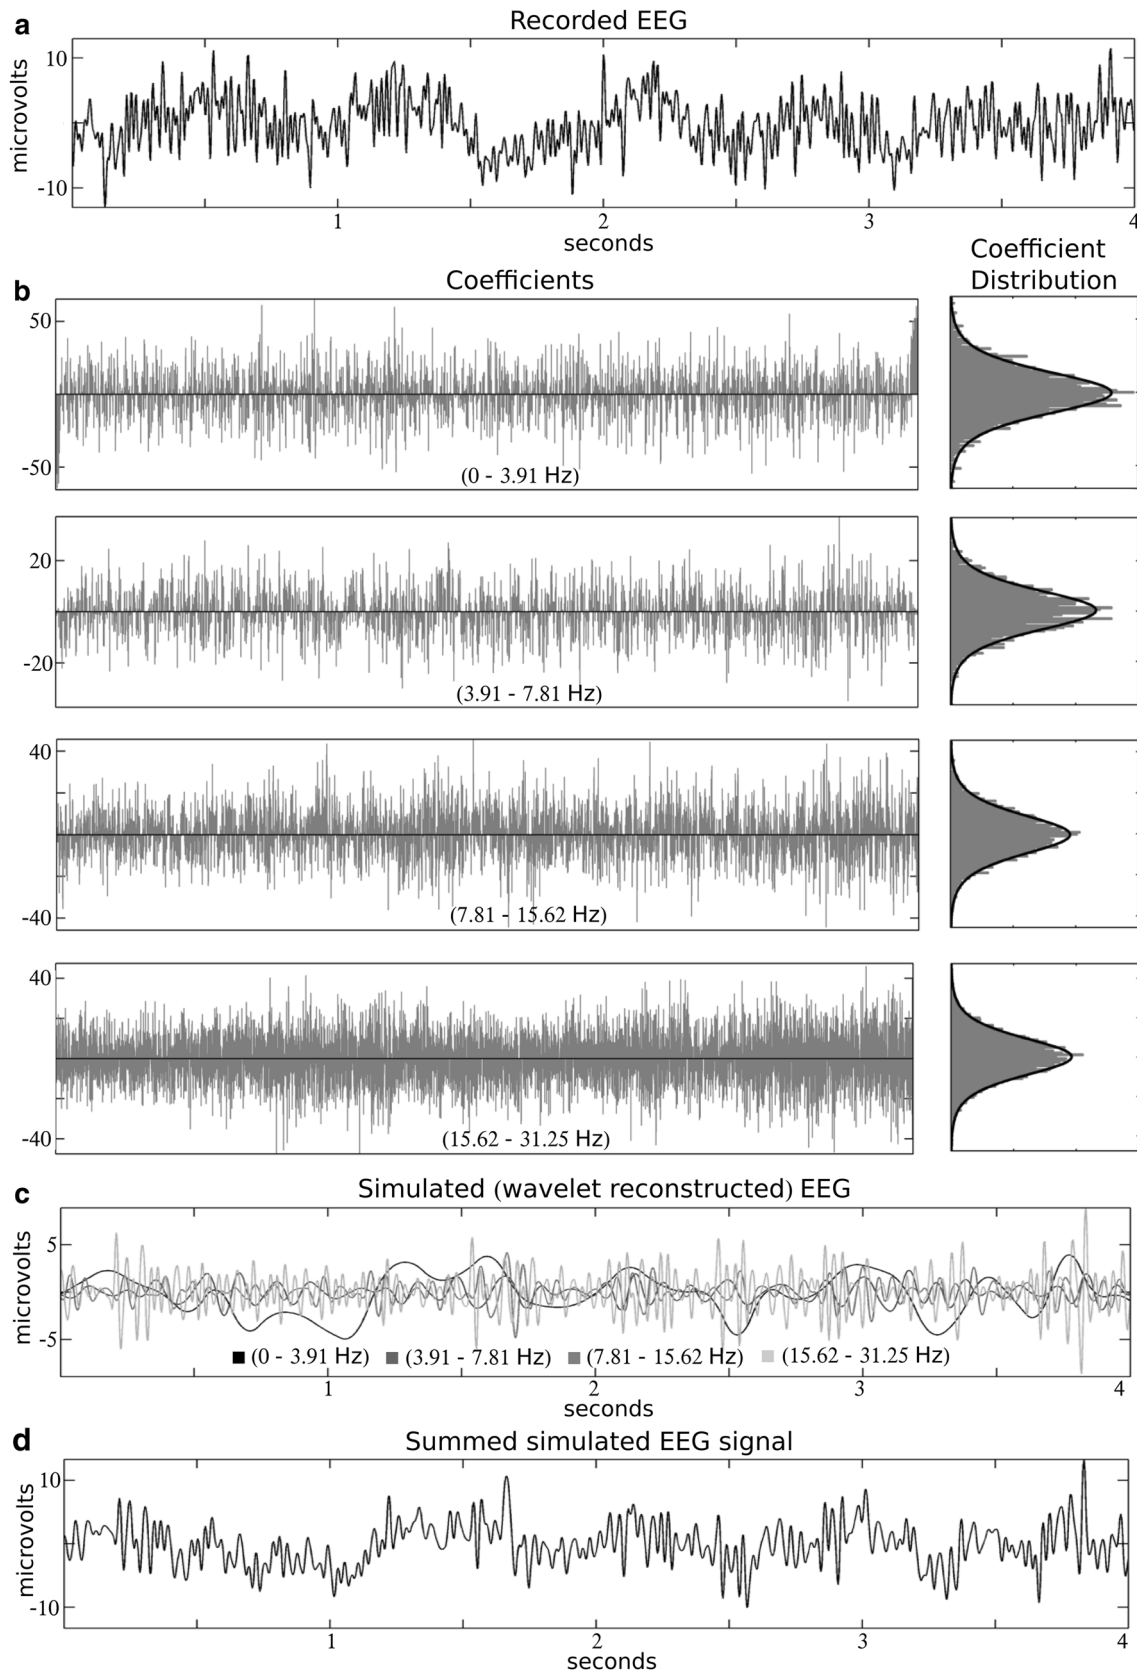 a
Recorded EEG
10
-10
microvolts
1
2
3
4
seconds
Coefficient
Distribution
b
Coefficients
50
-50
(0 - 3.91 Hz)
20
-20
(3.91 - 7.81 Hz)
40
-40
(7.81 - 15.62 Hz)
40
-40
(15.62 - 31.25 Hz)
c
Simulated (wavelet reconstructed) EEG
5
-5
microvolts
(0 - 3.91 Hz) (3.91 - 7.81 Hz) (7.81 - 15.62 Hz) (15.62 - 31.25 Hz)
1
2
3
4
seconds
d
Summed simulated EEG signal
10
-10
microvolts
1
2
3
4
seconds